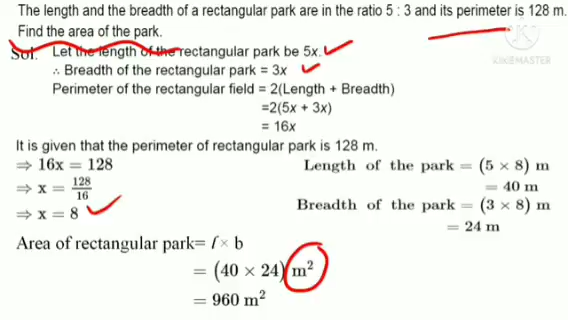 The length and the breadth of a rectangular park are in the ratio 5 : 3 and its perimeter is 128 m.
Find the area of the park.
Sol. Let the length of the rectangular park be 5x.
∴ Breadth of the rectangular park = 3x
Perimeter of the rectangular field = 2(Length + Breadth)
=2(5x + 3x)
= 16x
It is given that the perimeter of rectangular park is 128 m.
⇒ 16x = 128
⇒ x = 128/16
⇒ x = 8
Length of the park = (5 × 8) m
= 40 m
Breadth of the park = (3 × 8) m
= 24 m
Area of rectangular park= l × b
= (40 × 24) m²
= 960 m²
KINEMASTER